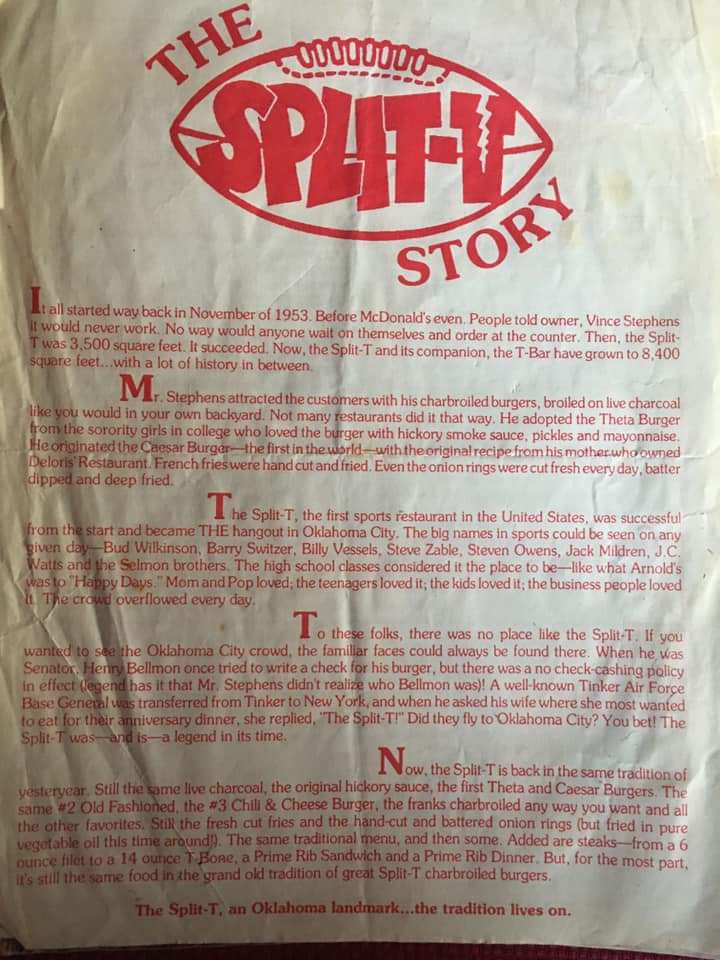 THE
SPLIT-T
STORY
It all started way back in November of 1953. Before McDonald's even. People told owner, Vince Stephens
it would never work. No way would anyone wait on themselves and order at the counter. Then, the Split-
T was 3,500 square feet. It succeeded. Now, the Split-T and its companion, the T-Bar have grown to 8,400
square feet...with a lot of history in between.
Mr. Stephens attracted the customers with his charbroiled burgers, broiled on live charcoal
like you would in your own backyard. Not many restaurants did it that way. He adopted the Theta Burger
from the sorority girls in college who loved the burger with hickory smoke sauce, pickles and mayonnaise.
He originated the Caesar Burger—the first in the world—with the original recipe from his mother who owned
Deloris' Restaurant. French fries were hand cut and fried. Even the onion rings were cut fresh every day, batter
dipped and deep fried.
The Split-T, the first sports restaurant in the United States, was successful
from the start and became THE hangout in Oklahoma City. The big names in sports could be seen on any
given day—Bud Wilkinson, Barry Switzer, Billy Vessels, Steve Zable, Steven Owens, Jack Mildren, J.C.
Watts and the Selmon brothers. The high school classes considered it the place to be—like what Arnold's
was to "Happy Days." Mom and Pop loved; the teenagers loved it; the kids loved it; the business people loved
it. The crowd overflowed every day.
To these folks, there was no place like the Split-T. If you
wanted to see the Oklahoma City crowd, the familiar faces could always be found there. When he was
Senator, Henry Bellmon once tried to write a check for his burger, but there was a no check-cashing policy
in effect (legend has it that Mr. Stephens didn't realize who Bellmon was)! A well-known Tinker Air Force
Base General was transferred from Tinker to New York, and when he asked his wife where she most wanted
to eat for their anniversary dinner, she replied, "The Split-T!" Did they fly to Oklahoma City? You bet! The
Split-T was—and is—a legend in its time.
Now, the Split-T is back in the same tradition of
yesteryear. Still the same live charcoal, the original hickory sauce, the first Theta and Caesar Burgers. The
same #2 Old Fashioned, the #3 Chili & Cheese Burger, the franks charbroiled any way you want and all
the other favorites. Still the fresh cut fries and the hand-cut and battered onion rings (but fried in pure
vegetable oil this time around!). The same traditional menu, and then some. Added are steaks—from a 6
ounce filet to a 14 ounce T-Bone, a Prime Rib Sandwich and a Prime Rib Dinner. But, for the most part,
it's still the same food in the grand old tradition of great Split-T charbroiled burgers.
The Split-T, an Oklahoma landmark...the tradition lives on.